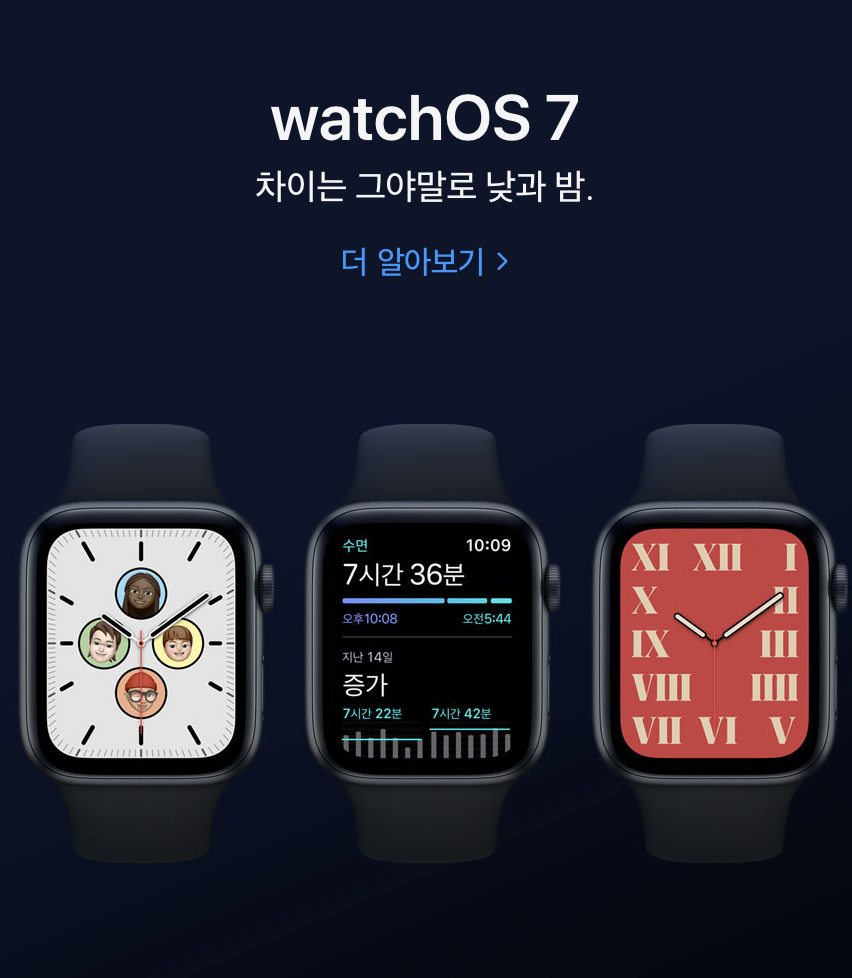 watchOS 7
차이는 그야말로 낮과 밤.
더 알아보기 >
수면
10:09
7시간 36분
오후10:08
오전5:44
지난 14일
증가
7시간 22분
7시간 42분
XI XII I
X II
IX III
VIII IIII
VII VI V